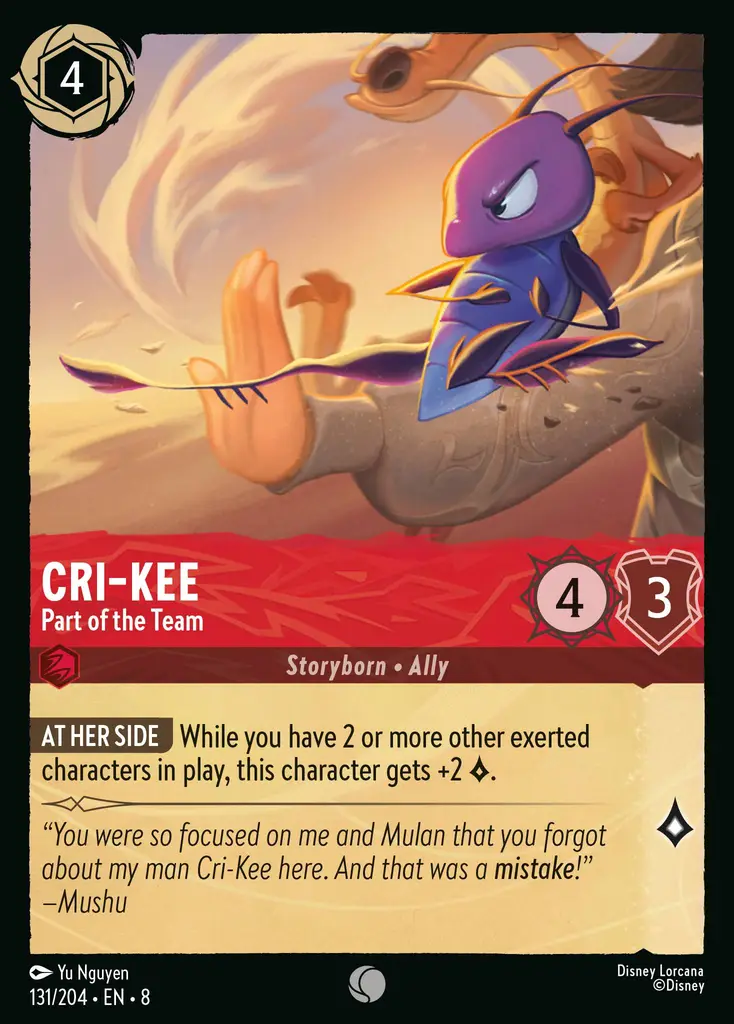 4
CRI-KEE
Part of the Team
4
3
Storyborn • Ally
AT HER SIDE While you have 2 or more other exerted
characters in play, this character gets +2 .
“You were so focused on me and Mulan that you forgot
about my man Cri-Kee here. And that was a mistake!”
–Mushu
Yu Nguyen
131/204 • EN • 8
Disney Lorcana
©Disney